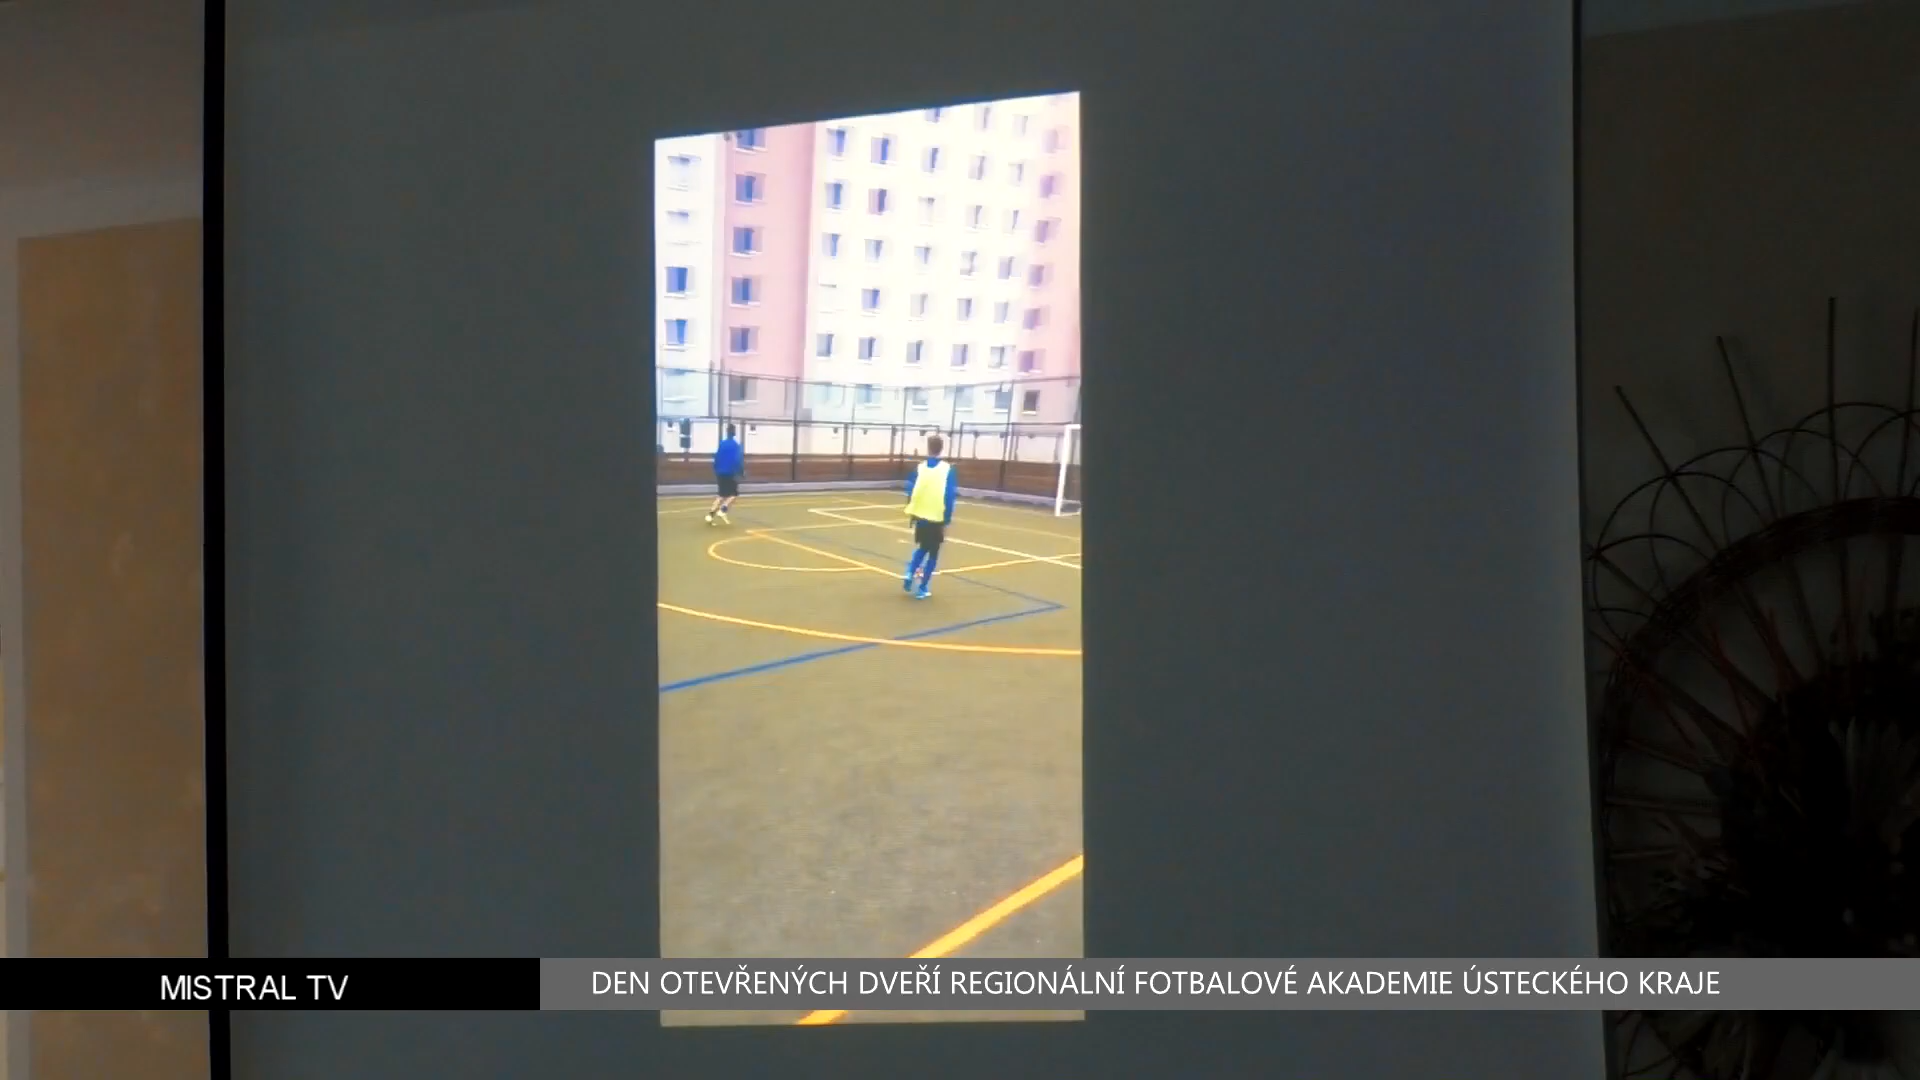 MISTRAL TV
DEN OTEVŘENÝCH DVEŘÍ REGIONÁLNÍ FOTBALOVÉ AKADEMIE ÚSTECKÉHO KRAJE